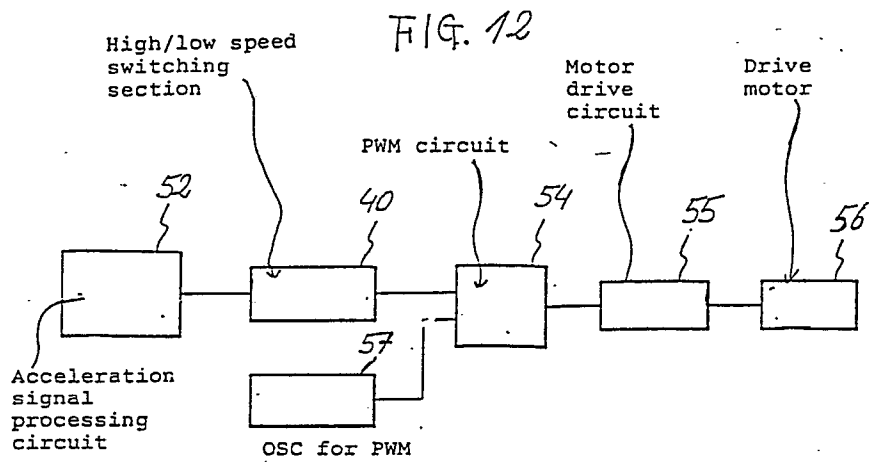 FIG. 12
High/low speed
switching
section
Motor
drive
circuit
Drive
motor
PWM circuit
52
40
54
55
56
57
Acceleration
signal
processing
circuit
OSC for PWM